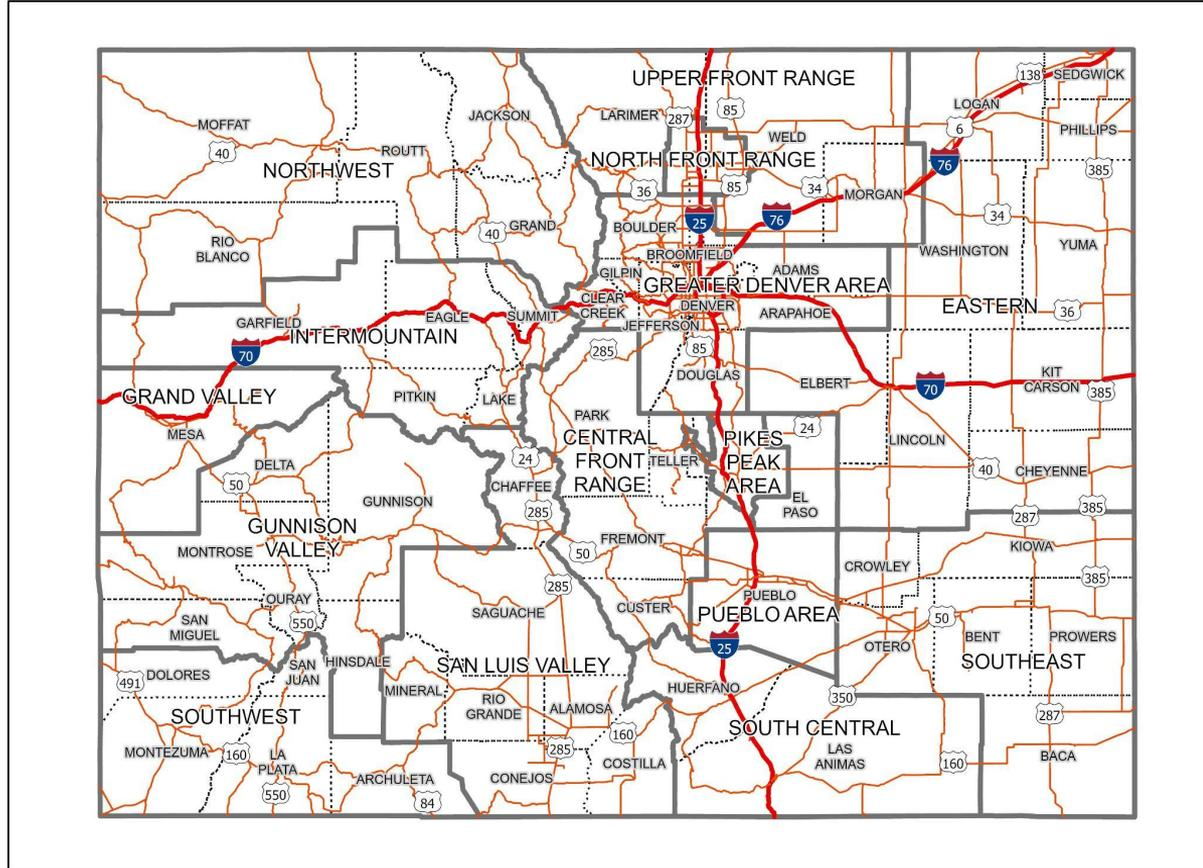 138
SEDGWICK
UPPER FRONT RANGE
LOGAN
85
JACKSON
LARIMER
287
6
MOFFAT
WELD
PHILLIPS
40
ROUTT
NORTH FRONT RANGE
76
NORTHWEST
385
36
85
34
MORGAN
34
25
76
40
GRAND
BOULDER
RIO
BLANCO
BROOMFIELD
WASHINGTON
YUMA
GILPIN
ADAMS
GREATER DENVER AREA
CLEAR
CREEK
DENVER
EASTERN
36
GARFIELD
EAGLE
SUMMIT
ARAPAHOE
JEFFERSON
INTERMOUNTAIN
70
285
85
DOUGLAS
ELBERT
70
KIT
CARSON
385
GRAND VALLEY
PITKIN
LAKE
PARK
24
MESA
CENTRAL
FRONT
RANGE
PIKES
PEAK
AREA
LINCOLN
24
TELLER
DELTA
40
CHEYENNE
50
CHAFFEE
GUNNISON
EL
PASO
285
385
287
GUNNISON
VALLEY
FREMONT
KIOWA
MONTROSE
50
CROWLEY
385
285
OURAY
PUEBLO
CUSTER
SAGUACHE
PUEBLO AREA
550
50
SAN
MIGUEL
BENT
PROWERS
25
OTERO
SAN
JUAN
HINSDALE
SAN LUIS VALLEY
SOUTHEAST
DOLORES
491
MINERAL
HUERFANO
350
RIO
GRANDE
ALAMOSA
SOUTHWEST
287
SOUTH CENTRAL
160
MONTEZUMA
160
285
LA
PLATA
LAS
ANIMAS
BACA
COSTILLA
160
ARCHULETA
CONEJOS
550
84